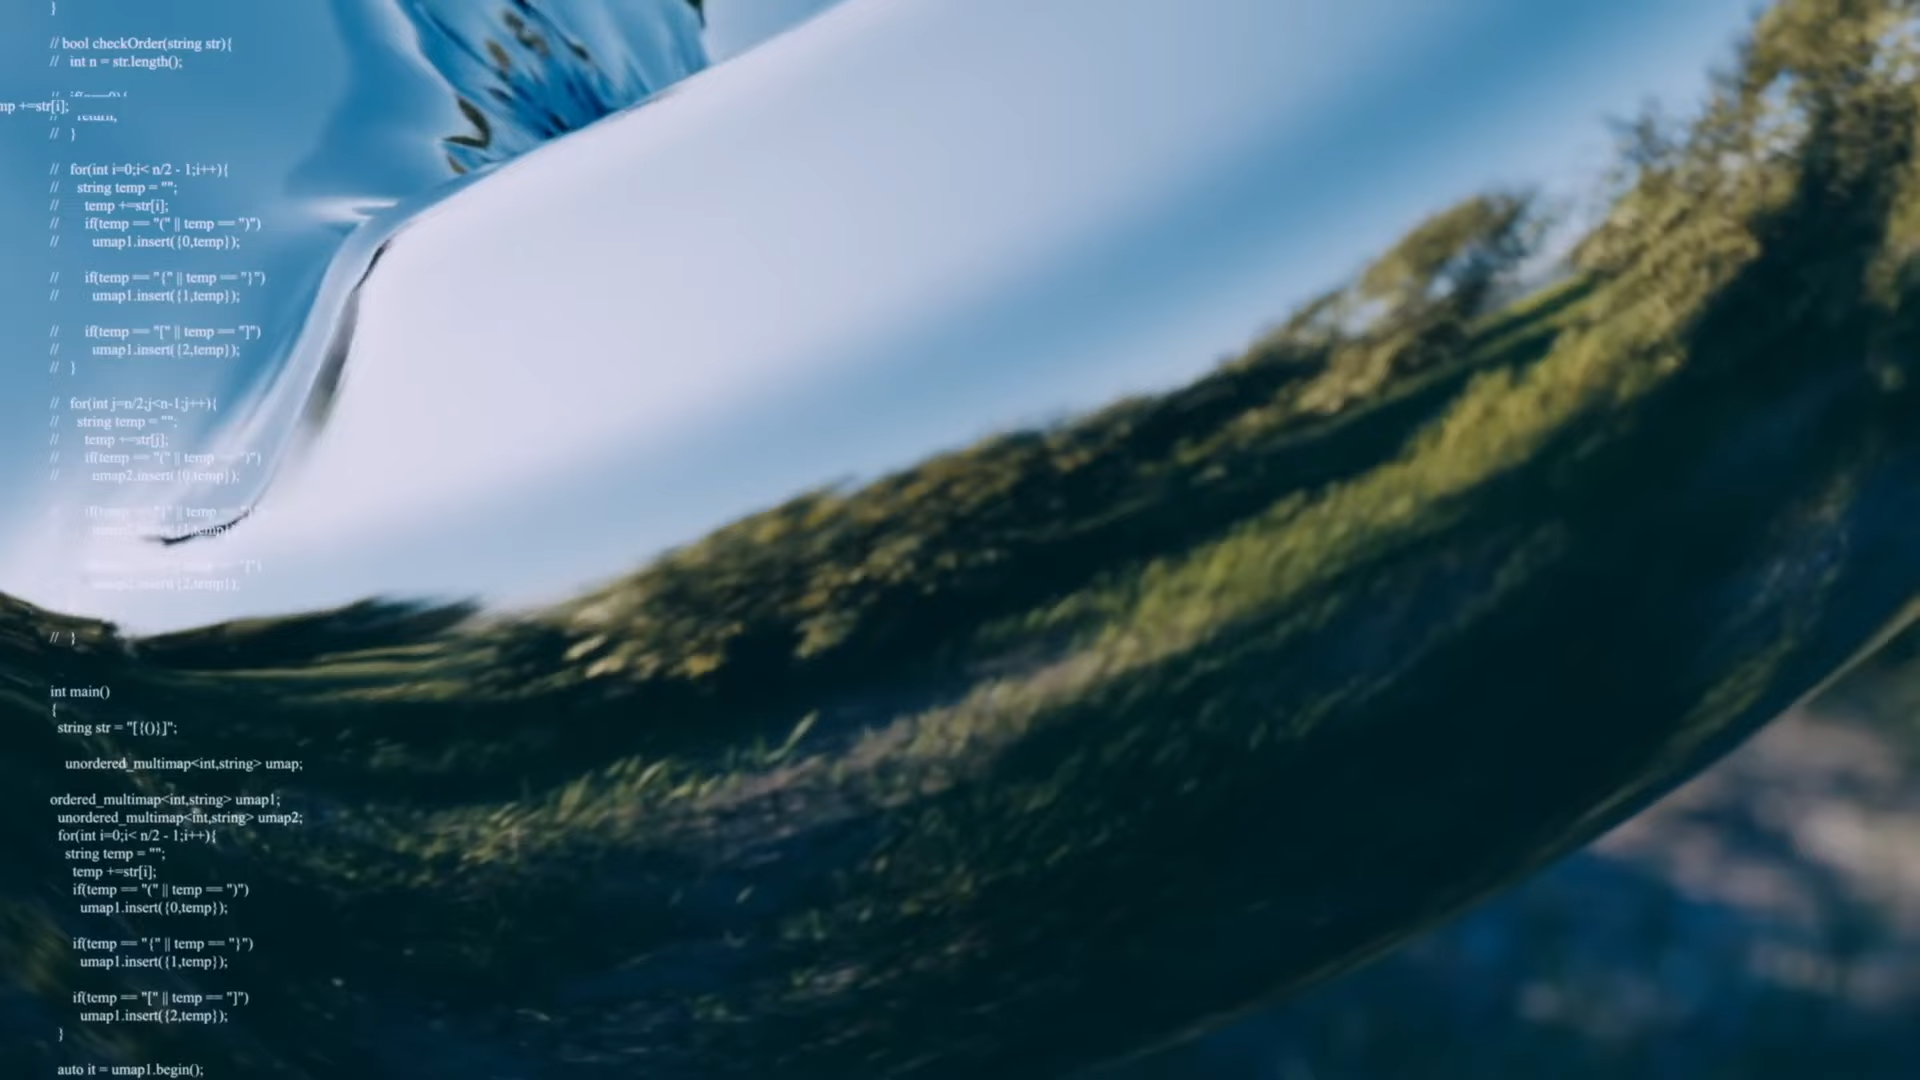 }
// bool checkOrder(string str){
//   int n = str.length();
mp +=str[i];
//   }
//   for(int i=0;i< n/2 - 1;i++){
//     string temp = "";
//       temp +=str[i];
//       if(temp == "(" || temp == ")")
//         umap1.insert({0,temp});
//       if(temp == "{" || temp == "}")
//         umap1.insert({1,temp});
//       if(temp == "[" || temp == "]")
//         umap1.insert({2,temp});
//   }
//   for(int j=n/2;j<n-1;j++){
//     string temp = "";
//       temp +=str[j];
//       if(temp == "(" || temp == ")")
//         umap2.insert({0,temp});
//       if(temp ==
//   }
int main()
{
string str = "[{()}]";
unordered_multimap<int,string> umap;
ordered_multimap<int,string> umap1;
unordered_multimap<int,string> umap2;
for(int i=0;i< n/2 - 1;i++){
string temp = "";
temp +=str[i];
if(temp == "(" || temp == ")")
umap1.insert({0,temp});
if(temp == "{" || temp == "}")
umap1.insert({1,temp});
if(temp == "[" || temp == "]")
umap1.insert({2,temp});
}
auto it = umap1.begin();